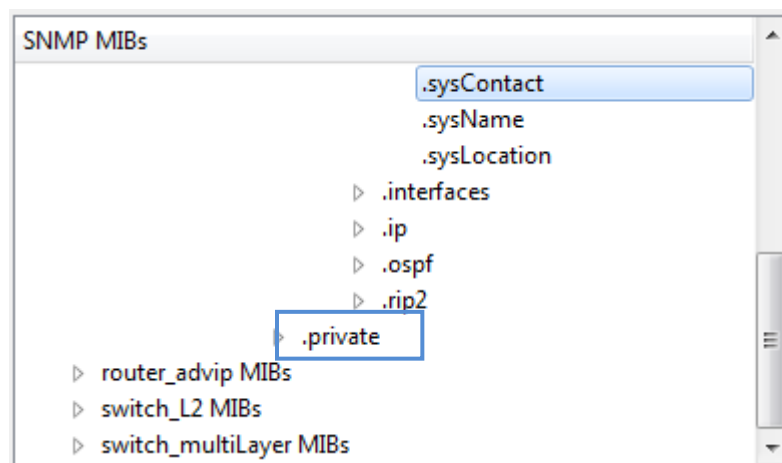 SNMP MIBs
.sysContact
.sysName
.sysLocation
.interfaces
.ip
.ospf
.rip2
.private
router_advip MIBs
switch_L2 MIBs
switch_multiLayer MIBs